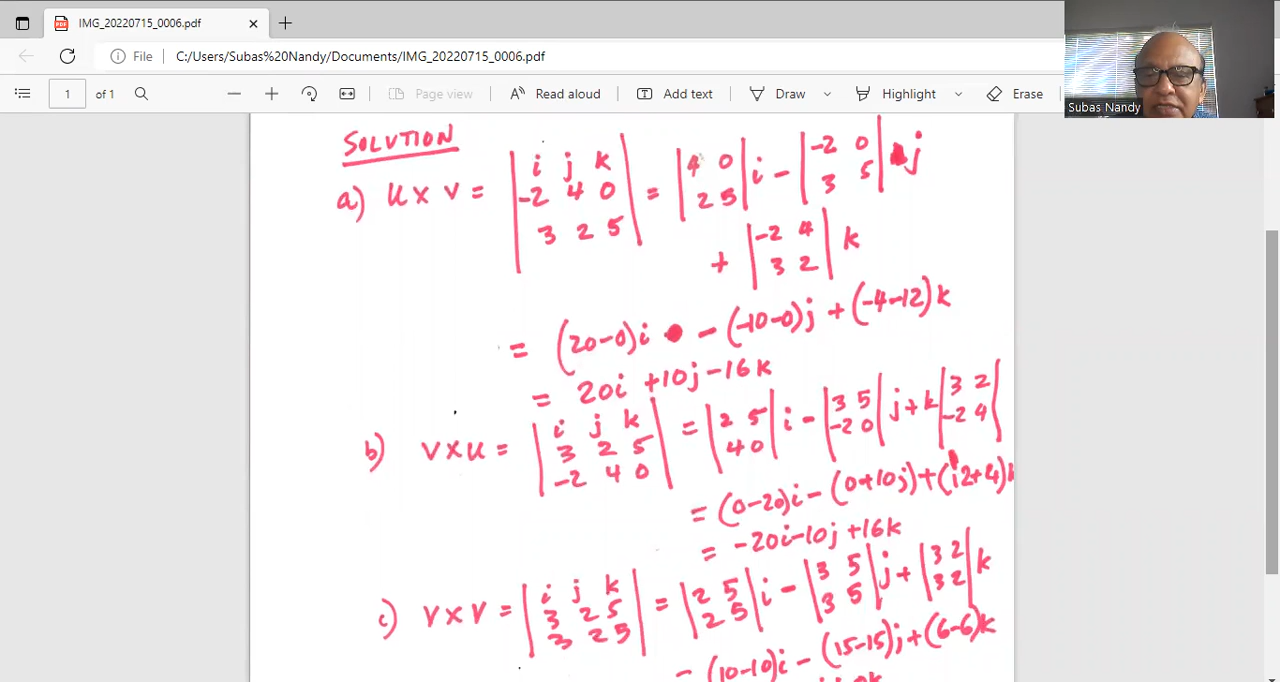 IMG_20220715_0006.pdf
File C:/Users/Subas%20Nandy/Documents/IMG_20220715_0006.pdf
1 of 1 Page view Read aloud Add text Draw Highlight Erase
Subas Nandy
SOLUTION
a) u x v = | i j k | = | 4 0 | i - | -2 0 | j
| -2 4 0 | | 2 5 | | 3 5 |
| 3 2 5 |
+ | -2 4 | k
| 3 2 |
= (20-0)i - (-10-0)j + (-4-12)k
= 20i +10j -16k
b) v x u = | i j k | = | 2 5 | i - | 3 5 | j + k | 3 2 |
| 3 2 5 | | 4 0 | | -2 0 | | -2 4 |
| -2 4 0 |
= (0-20)i - (0+10j) + (12+4)k
= -20i -10j +16k
c) v x v = | i j k | = | 2 5 | i - | 3 5 | j + | 3 2 | k
| 3 2 5 | | 2 5 | | 3 5 | | 3 2 |
| 3 2 5 |
= (10-10)i - (15-15)j + (6-6)k